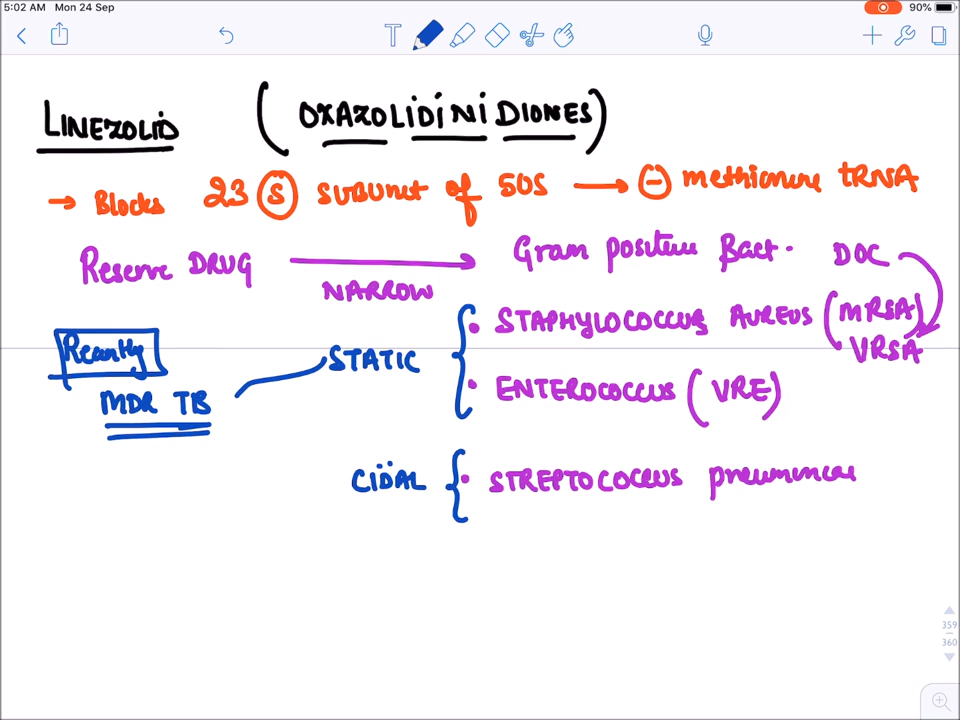 5:02 AM Mon 24 Sep 90%
T
LINEZOLID (OXAZOLIDINIDIONES)
→ Blocks 23 S SUBUNIT of 50S → ⊖ methionine tRNA
Reserve DRUG → Gram positive Bact. DOC
NARROW
STAPHYLOCOCCUS AUREUS (MRSA)
VRSA
Recently
STATIC
ENTEROCOCCUS (VRE)
MDR TB
CIDAL
STREPTOCOCCUS pneumoniae
359
360